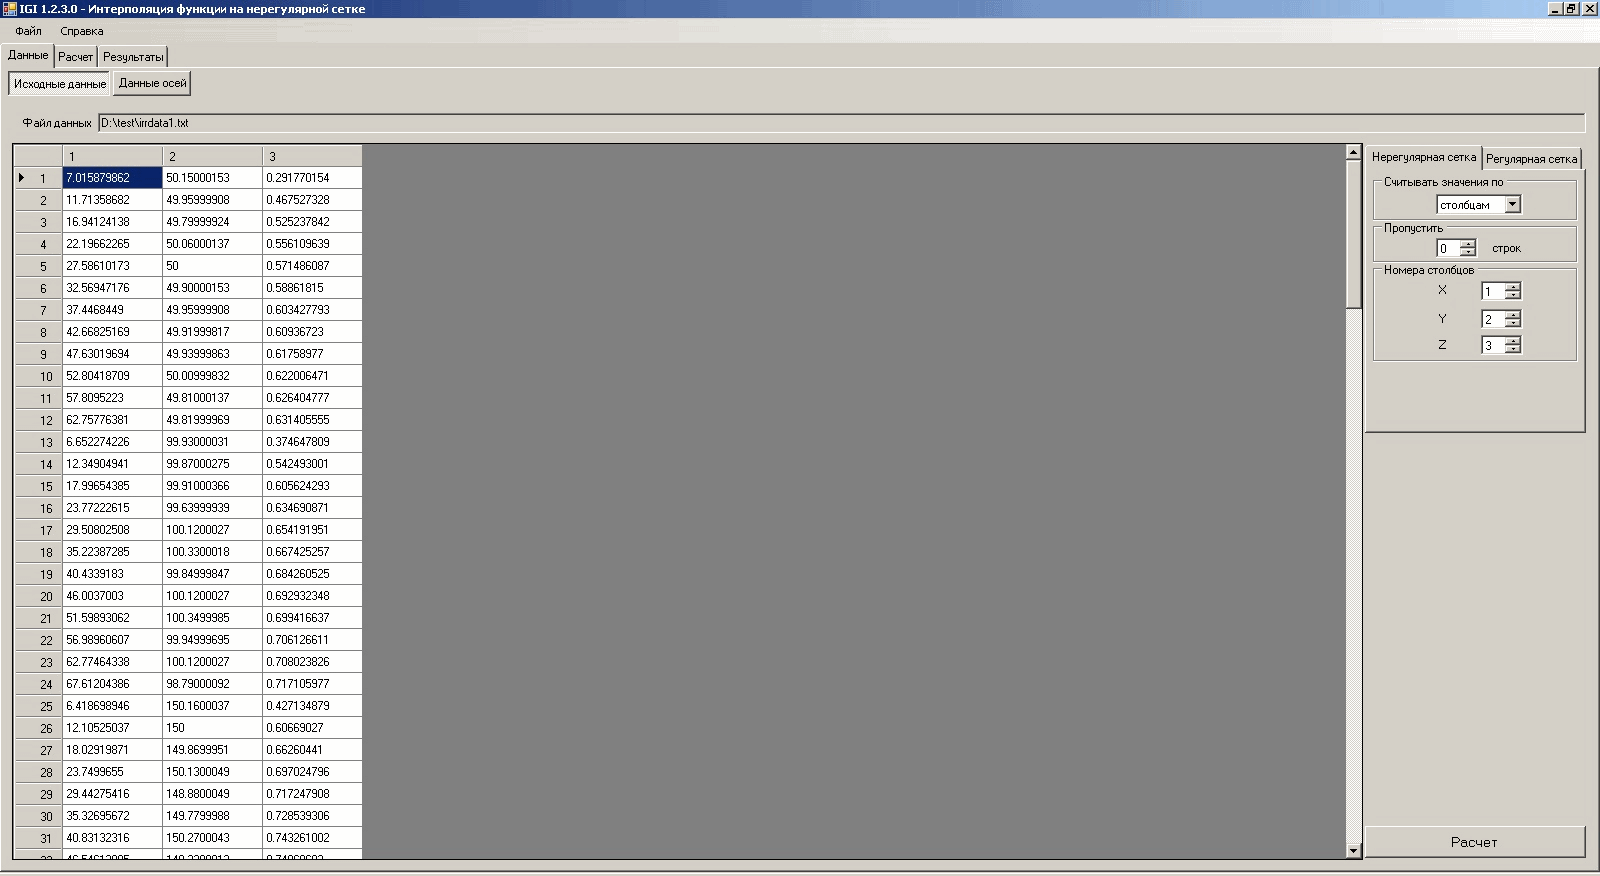 IGI 1.2.3.0 - Интерполяция функции на нерегулярной сетке
Файл Справка
Данные Расчет Результаты
Исходные данные Данные осей
Файл данных D:\test\irrdata1.txt
1 2 3
1 7.015879862 50.15000153 0.291770154
2 11.71358682 49.95999908 0.467527328
3 16.94124138 49.79999924 0.525237842
4 22.19662265 50.06000137 0.556109639
5 27.58610173 50 0.571486087
6 32.56947176 49.90000153 0.58861815
7 37.4468449 49.95999908 0.603427793
8 42.66825169 49.91999817 0.60936723
9 47.63019694 49.93999863 0.61758977
10 52.80418709 50.00999832 0.622006471
11 57.8095223 49.81000137 0.626404777
12 62.75776381 49.81999969 0.631405555
13 6.652274226 99.93000031 0.374647809
14 12.34904941 99.87000275 0.542493001
15 17.99654385 99.91000366 0.605624293
16 23.77222615 99.63999939 0.634690871
17 29.50802508 100.1200027 0.654191951
18 35.22387285 100.3300018 0.667425257
19 40.4339183 99.84999847 0.684260525
20 46.0037003 100.1200027 0.692932348
21 51.59893062 100.3499985 0.699416637
22 56.98960607 99.94999695 0.706126611
23 62.77464338 100.1200027 0.708023826
24 67.61204386 98.79000092 0.717105977
25 6.418698946 150.1600037 0.427134879
26 12.10525037 150 0.60669027
27 18.02919871 149.8699951 0.66260441
28 23.7499655 150.1300049 0.697024796
29 29.44275416 148.8800049 0.717247908
30 35.32695672 149.7799988 0.728539306
31 40.83132316 150.2700043 0.743261002
Нерегулярная сетка Регулярная сетка
Считывать значения по
столбцам
Пропустить
0 строк
Номера столбцов
X 1
Y 2
Z 3
Расчет